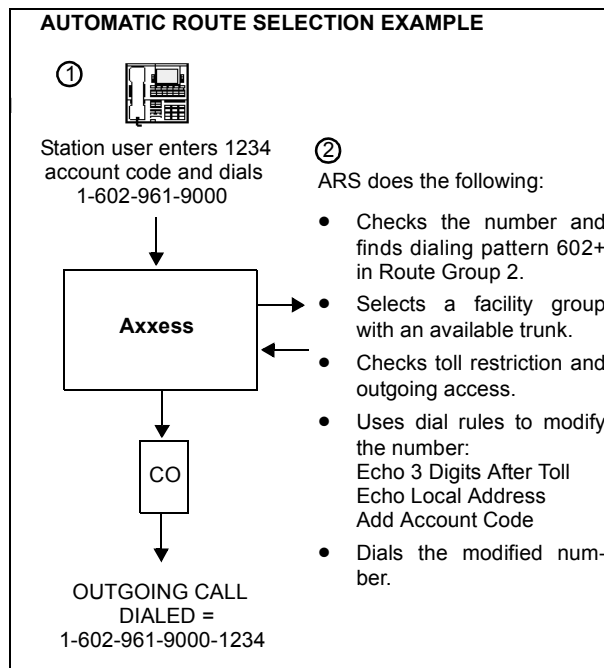 AUTOMATIC ROUTE SELECTION EXAMPLE
1
Station user enters 1234
account code and dials
1-602-961-9000
Axxess
CO
OUTGOING CALL
DIALED =
1-602-961-9000-1234
2
ARS does the following:
• Checks the number and
finds dialing pattern 602+
in Route Group 2.
• Selects a facility group
with an available trunk.
• Checks toll restriction and
outgoing access.
• Uses dial rules to modify
the number:
Echo 3 Digits After Toll
Echo Local Address
Add Account Code
• Dials the modified num-
ber.